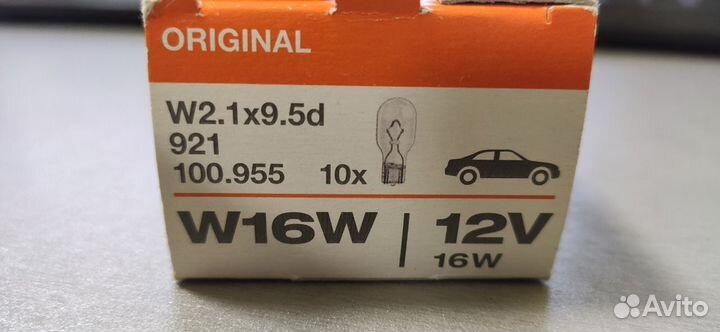 ORIGINAL
W2.1x9.5d
921
100.955 10x
W16W | 12V
16W
Avito